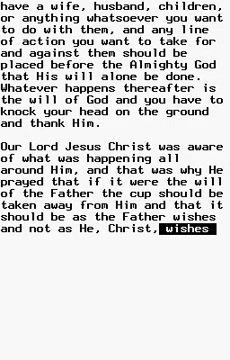 have a wife, husband, children,
or anything whatsoever you want
to do with them, and any line
of action you want to take for
and against them should be
placed before the Almighty God
that His will alone be done.
Whatever happens thereafter is
the will of God and you have to
knock your head on the ground
and thank Him.

Our Lord Jesus Christ was aware
of what was happening all
around Him, and that was why He
prayed that if it were the will
of the Father the cup should be
taken away from Him and that it
should be as the Father wishes
and not as He, Christ, wishes